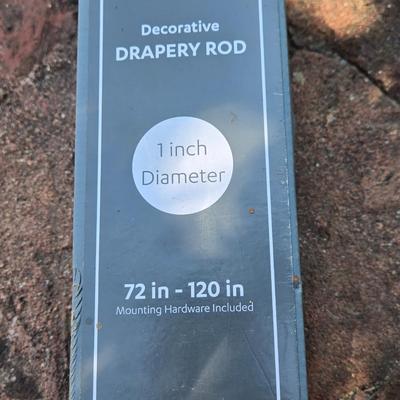 Decorative
DRAPERY ROD
1 inch
Diameter
72 in - 120 in
Mounting Hardware Included